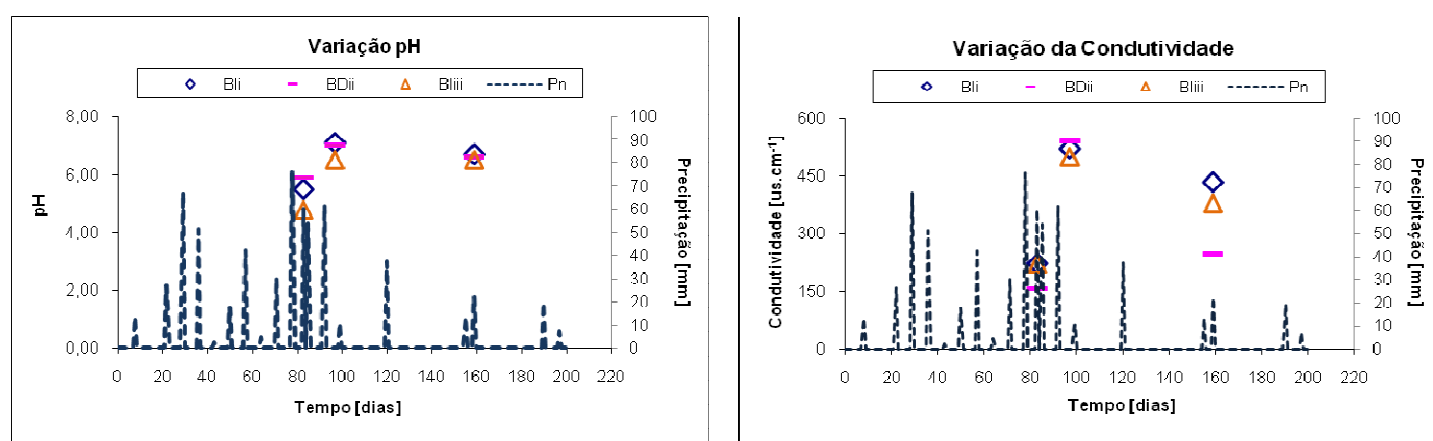 Variação pH
BIi BDii BIiii Pn
8,00
6,00
4,00
2,00
0,00
pH
100
90
80
70
60
50
40
30
20
10
0
Precipitação [mm]
0 20 40 60 80 100 120 140 160 180 200 220
Tempo [dias]
Variação da Condutividade
BIi BDii BIiii Pn
600
450
300
150
0
Condutividade [us. cm-¹]
100
90
80
70
60
50
40
30
20
10
0
Precipitação [mm]
0 20 40 60 80 100 120 140 160 180 200 220
Tempo [dias]